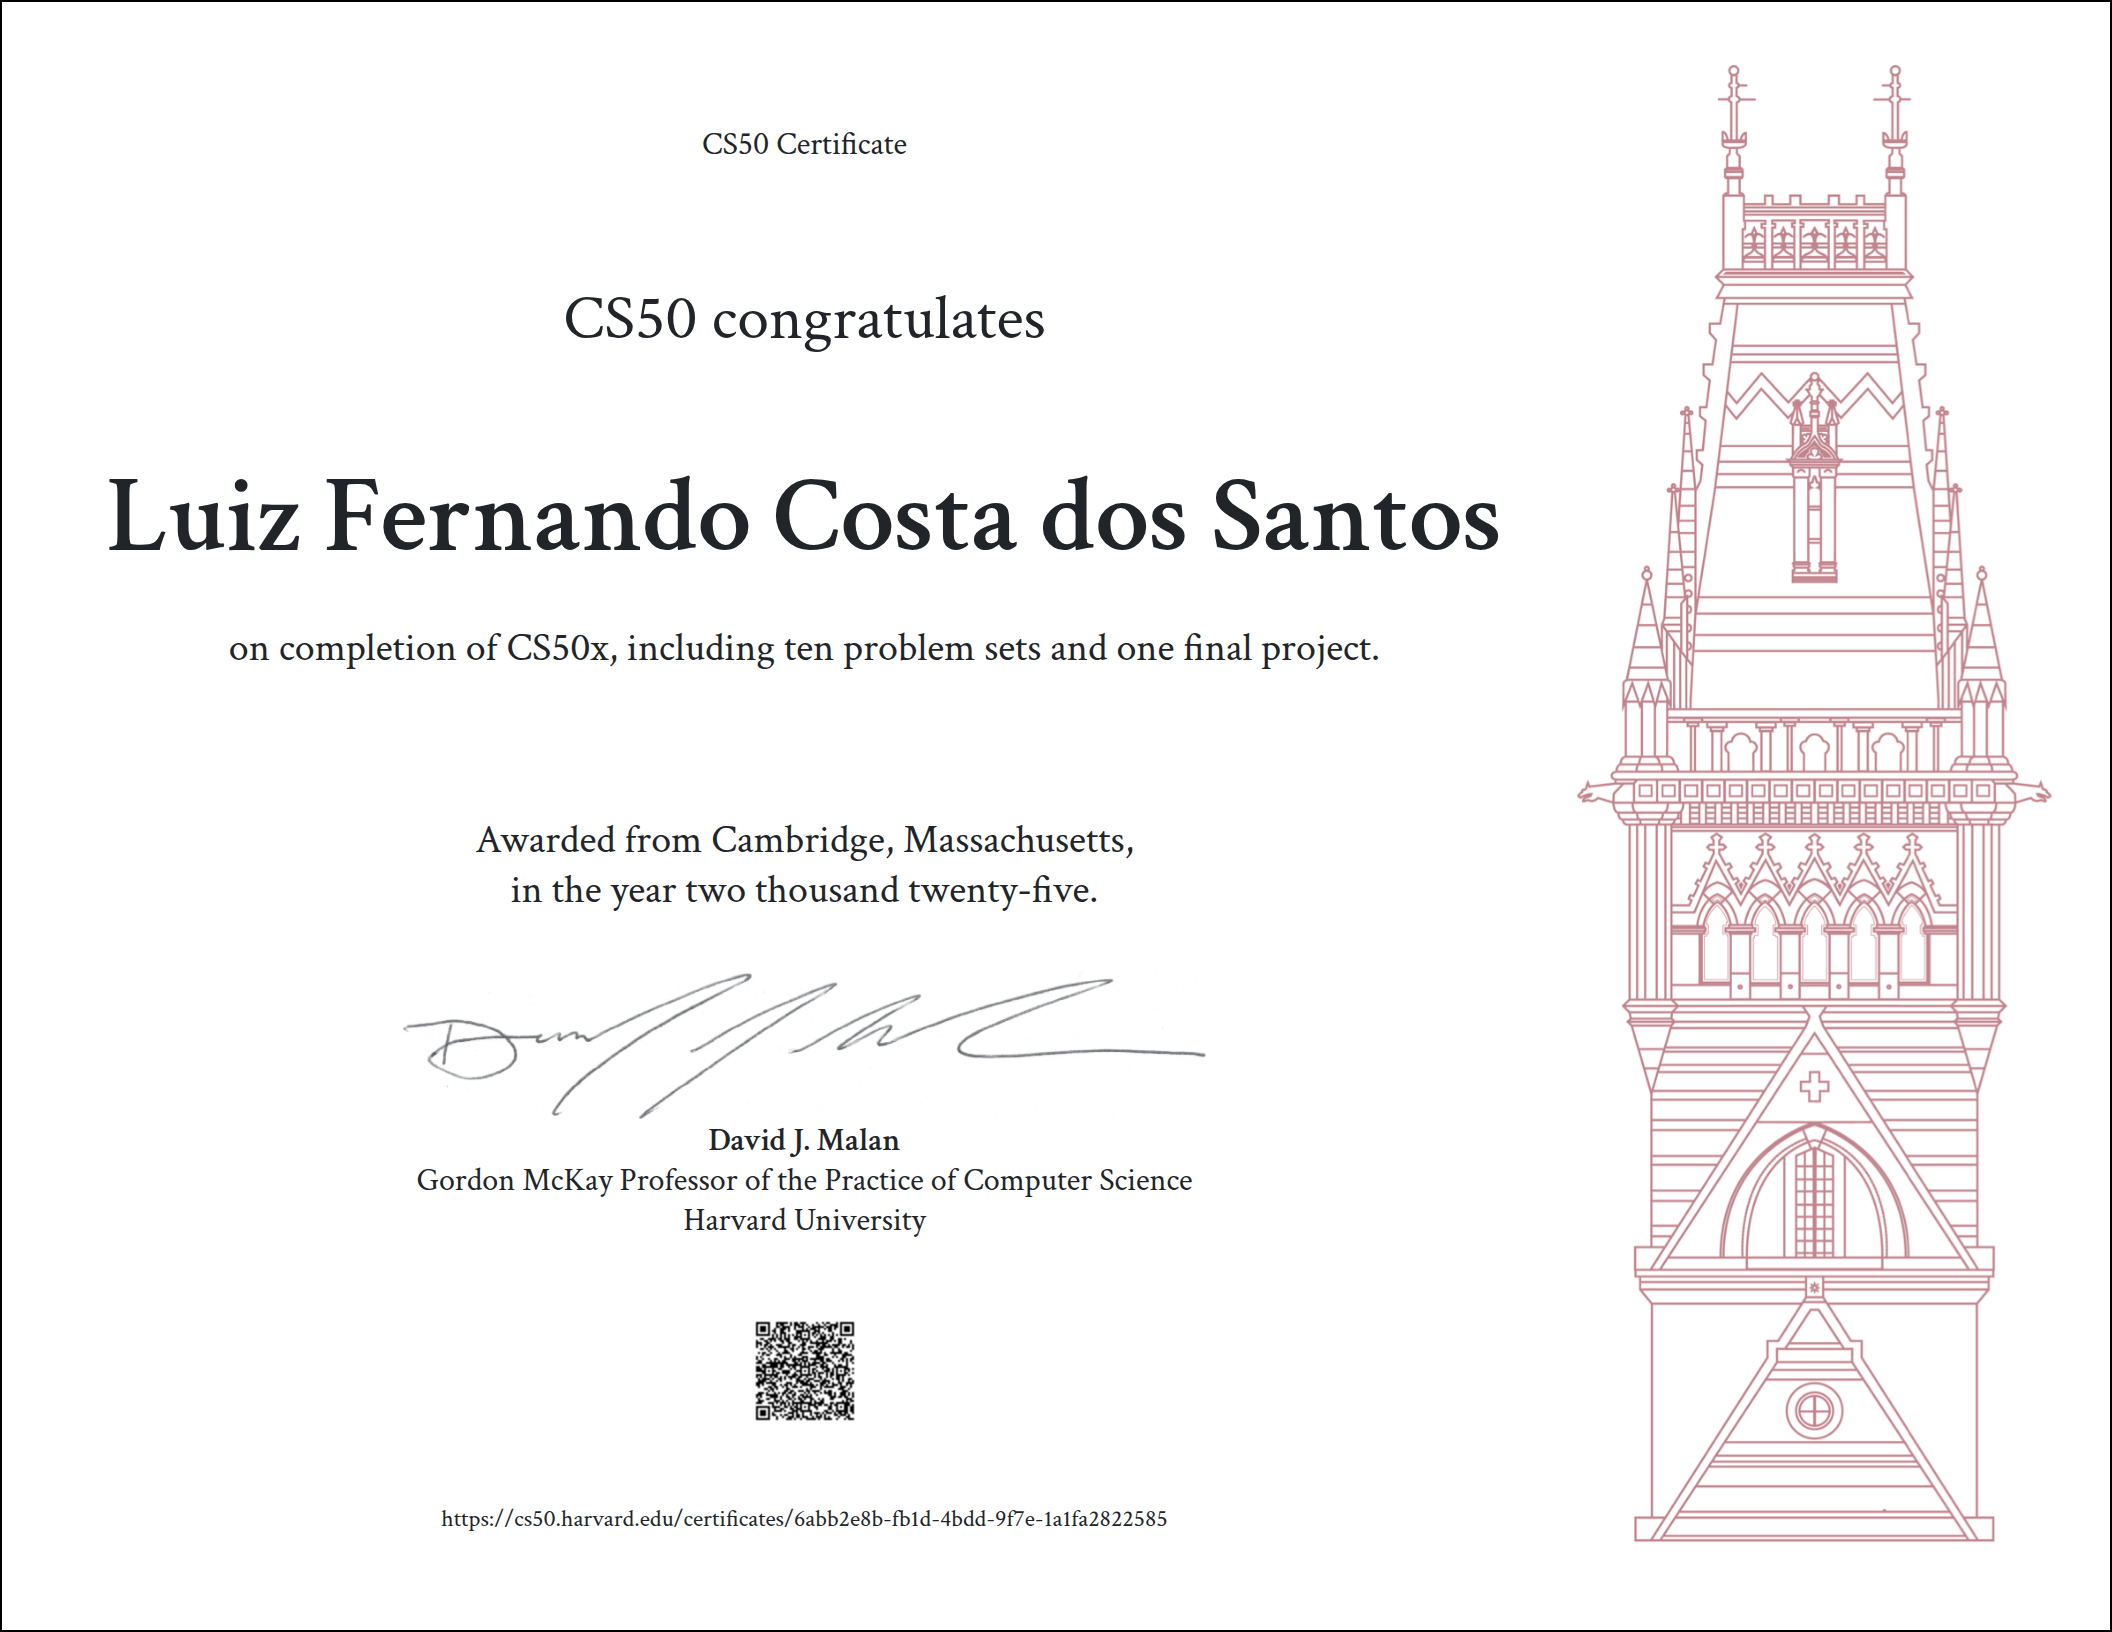 CS50 Certificate
CS50 congratulates
Luiz Fernando Costa dos Santos
on completion of CS50x, including ten problem sets and one final project.
Awarded from Cambridge, Massachusetts,
in the year two thousand twenty-five.
David J. Malan
Gordon McKay Professor of the Practice of Computer Science
Harvard University
https://cs50.harvard.edu/certificates/6abb2e8b-fb1d-4bdd-9f7e-1a1fa2822585